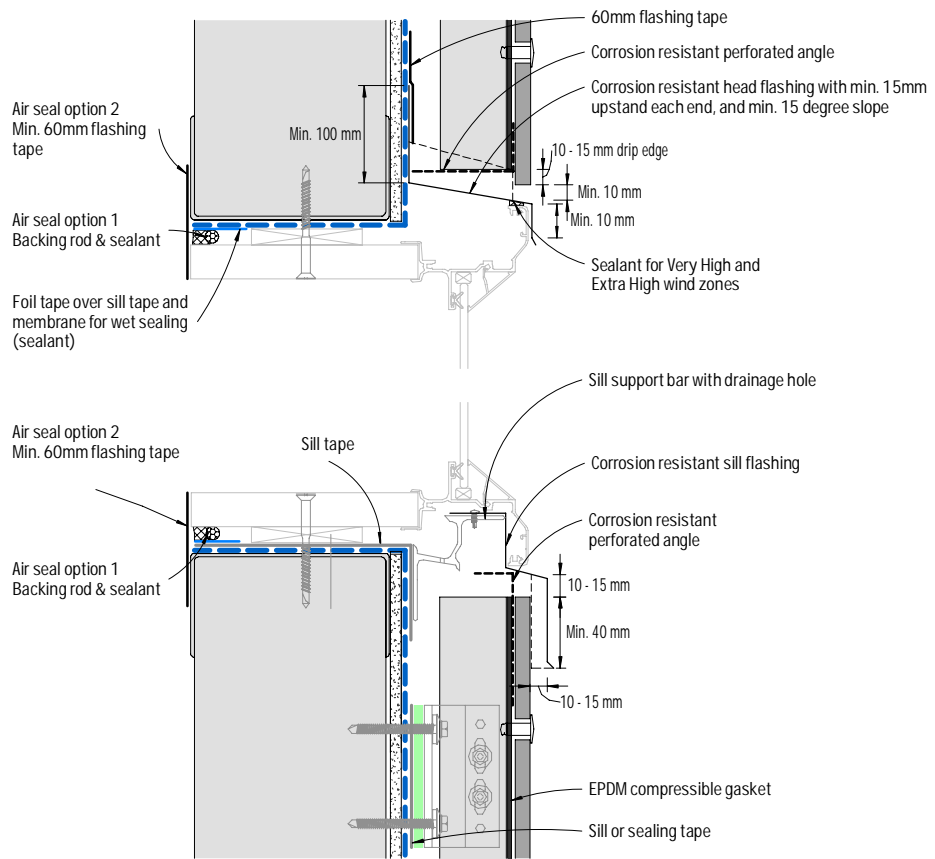 60mm flashing tape
Corrosion resistant perforated angle
Corrosion resistant head flashing with min. 15mm
upstand each end, and min. 15 degree slope
Air seal option 2
Min. 60mm flashing
tape
Min. 100 mm
10 - 15 mm drip edge
Min. 10 mm
Min. 10 mm
Air seal option 1
Backing rod & sealant
Sealant for Very High and
Extra High wind zones
Foil tape over sill tape and
membrane for wet sealing
(sealant)
Sill support bar with drainage hole
Air seal option 2
Min. 60mm flashing tape
Sill tape
Corrosion resistant sill flashing
Corrosion resistant
perforated angle
Air seal option 1
Backing rod & sealant
10 - 15 mm
Min. 40 mm
10 - 15 mm
EPDM compressible gasket
Sill or sealing tape